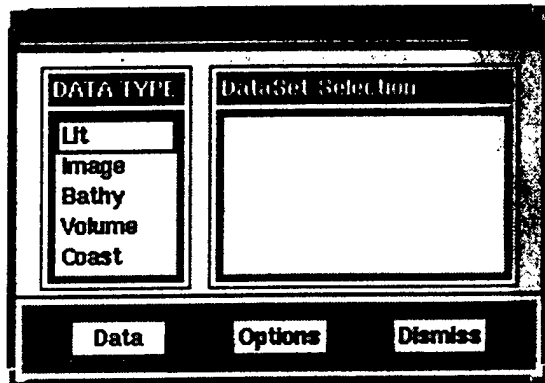 DATA TYPE
DataSet Selection
Lit
Image
Bathy
Volume
Coast
Data
Options
Dismiss